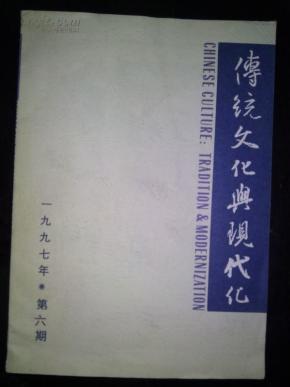 傳統文化與現代化
CHINESE CULTURE: TRADITION & MODERNIZATION
一九九七年 * 第六期